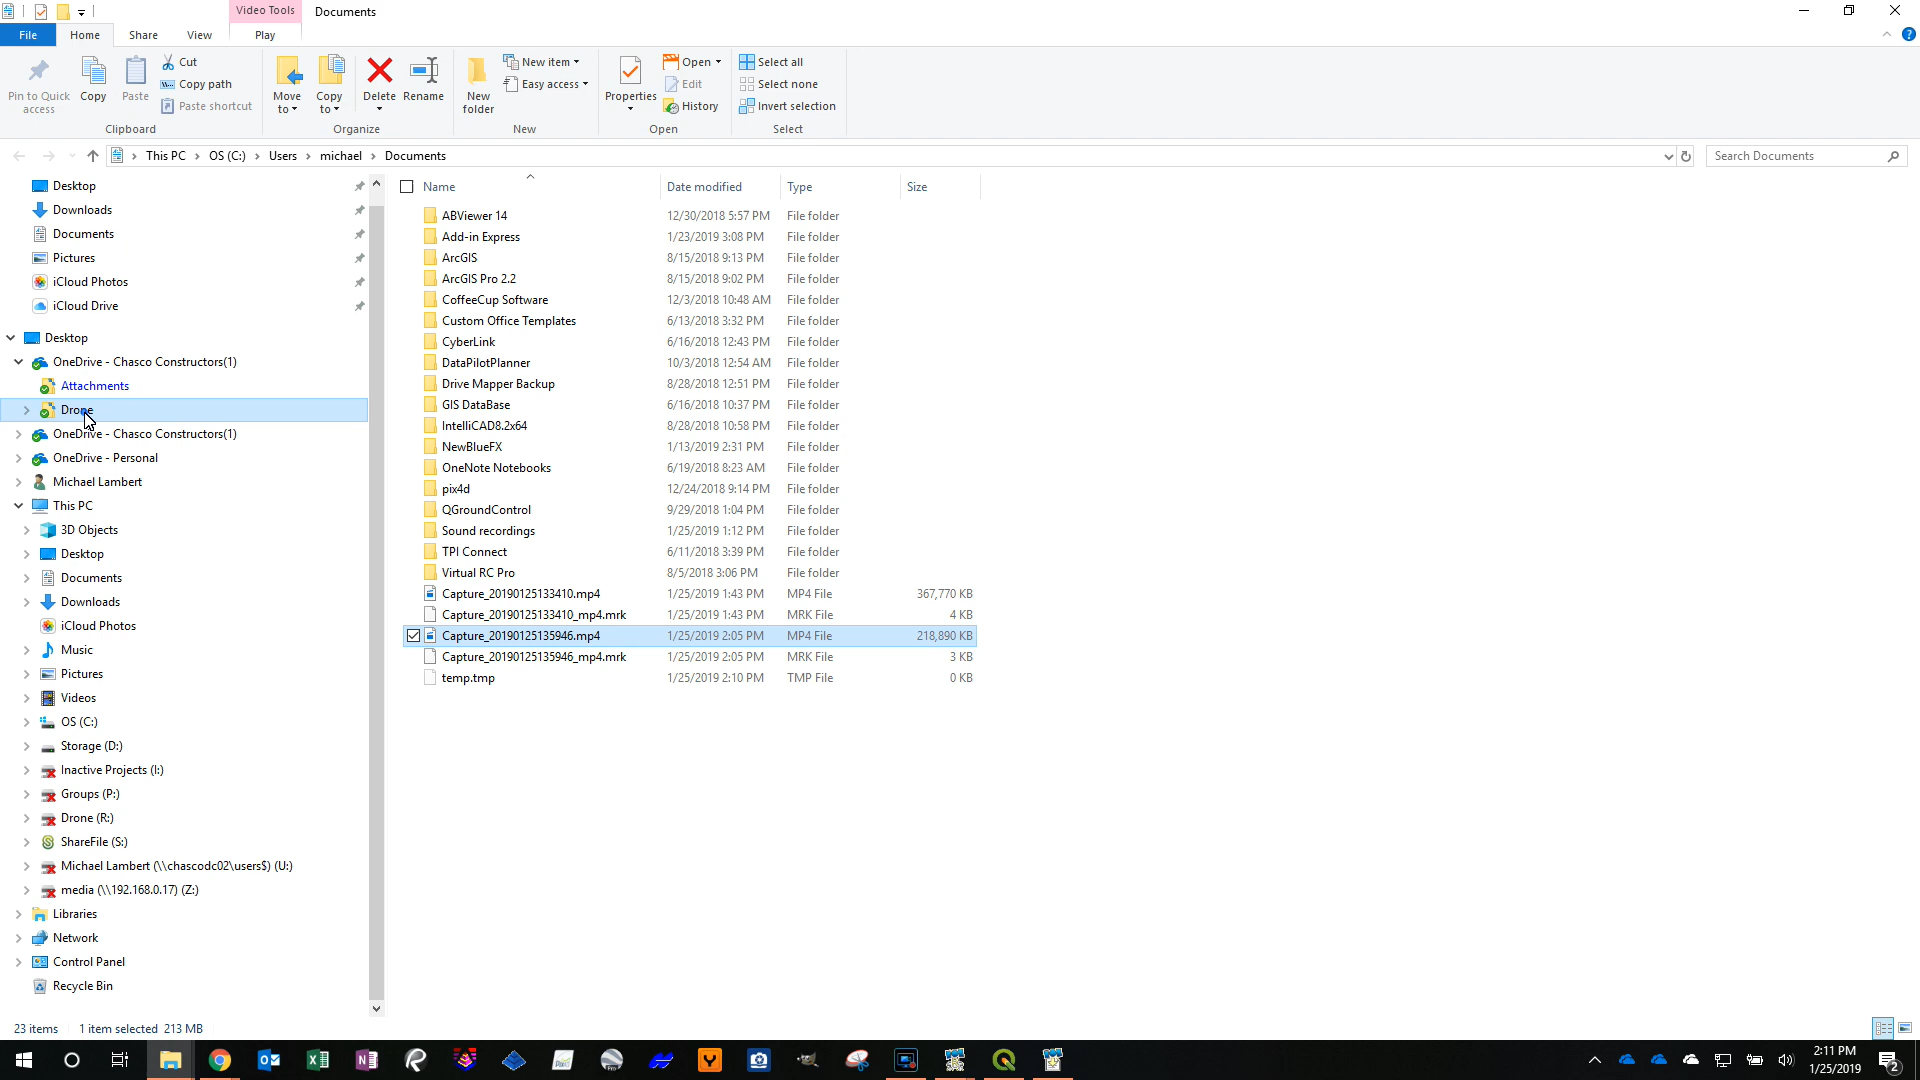 Video Tools
Documents
File
Home
Share
View
Play
Pin to Quick access
Copy
Paste
Cut
Copy path
Paste shortcut
Clipboard
Move to
Copy to
Delete
Rename
Organize
New folder
New item
Easy access
New
Properties
Open
Edit
History
Open
Select all
Select none
Invert selection
Select
This PC > OS (C:) > Users > michael > Documents
Search Documents
Desktop
Downloads
Documents
Pictures
iCloud Photos
iCloud Drive
Desktop
OneDrive - Chasco Constructors(1)
Attachments
Drone
OneDrive - Chasco Constructors(1)
OneDrive - Personal
Michael Lambert
This PC
3D Objects
Desktop
Documents
Downloads
iCloud Photos
Music
Pictures
Videos
OS (C:)
Storage (D:)
Inactive Projects (I:)
Groups (P:)
Drone (R:)
ShareFile (S:)
Michael Lambert (\\chascodc02\users$) (U:)
media (\\192.168.0.17) (Z:)
Libraries
Network
Control Panel
Recycle Bin
Name Date modified Type Size
ABViewer 14 12/30/2018 5:57 PM File folder
Add-in Express 1/23/2019 3:08 PM File folder
ArcGIS 8/15/2018 9:13 PM File folder
ArcGIS Pro 2.2 8/15/2018 9:02 PM File folder
CoffeeCup Software 12/3/2018 10:48 AM File folder
Custom Office Templates 6/13/2018 3:32 PM File folder
CyberLink 6/16/2018 12:43 PM File folder
DataPilotPlanner 10/3/2018 12:54 AM File folder
Drive Mapper Backup 8/28/2018 12:51 PM File folder
GIS DataBase 6/16/2018 10:37 PM File folder
IntelliCAD8.2x64 8/28/2018 10:58 PM File folder
NewBlueFX 1/13/2019 2:31 PM File folder
OneNote Notebooks 6/19/2018 8:23 AM File folder
pix4d 12/24/2018 9:14 PM File folder
QGroundControl 9/29/2018 1:04 PM File folder
Sound recordings 1/25/2019 1:12 PM File folder
TPI Connect 6/11/2018 3:39 PM File folder
Virtual RC Pro 8/5/2018 3:06 PM File folder
Capture_20190125133410.mp4 1/25/2019 1:43 PM MP4 File 367,770 KB
Capture_20190125133410_mp4.mrk 1/25/2019 1:43 PM MRK File 4 KB
Capture_20190125135946.mp4 1/25/2019 2:05 PM MP4 File 218,890 KB
Capture_20190125135946_mp4.mrk 1/25/2019 2:05 PM MRK File 3 KB
temp.tmp 1/25/2019 2:10 PM TMP File 0 KB
23 items 1 item selected 213 MB
2:11 PM
1/25/2019
2